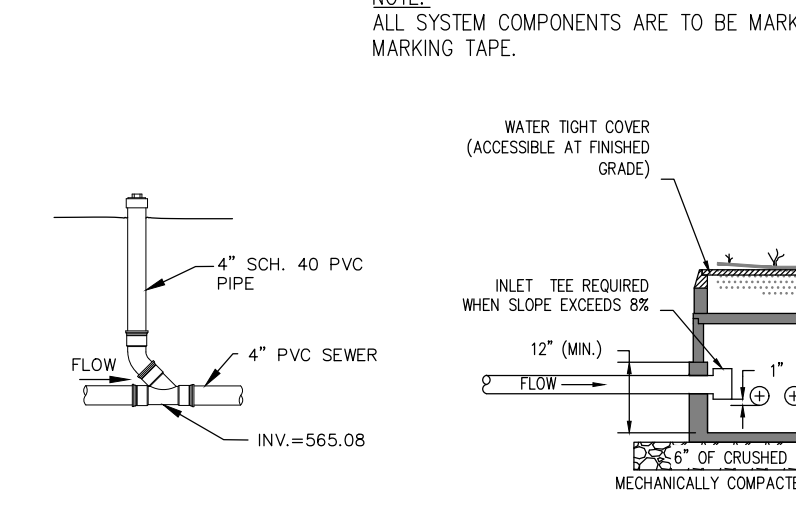 NOTE:
ALL SYSTEM COMPONENTS ARE TO BE MARK
MARKING TAPE.
WATER TIGHT COVER
(ACCESSIBLE AT FINISHED
GRADE)
4" SCH. 40 PVC
PIPE
INLET TEE REQUIRED
WHEN SLOPE EXCEEDS 8%
FLOW
4" PVC SEWER
12" (MIN.)
1"
FLOW
INV.=565.08
6" OF CRUSHED
MECHANICALLY COMPACTE